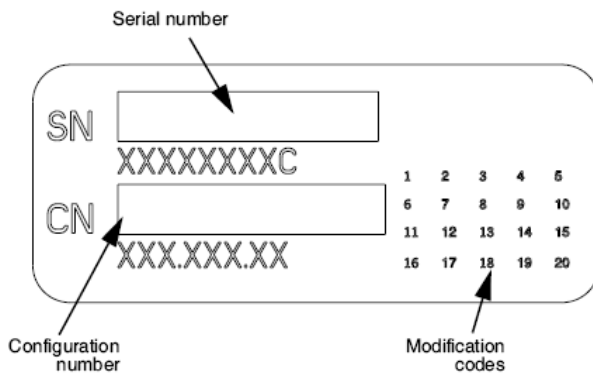 Serial number
SN
XXXXXXXXC
CN
XXX.XXX.XX
1 2 3 4 5
6 7 8 9 10
11 12 13 14 15
16 17 18 19 20
Configuration
number
Modification
codes